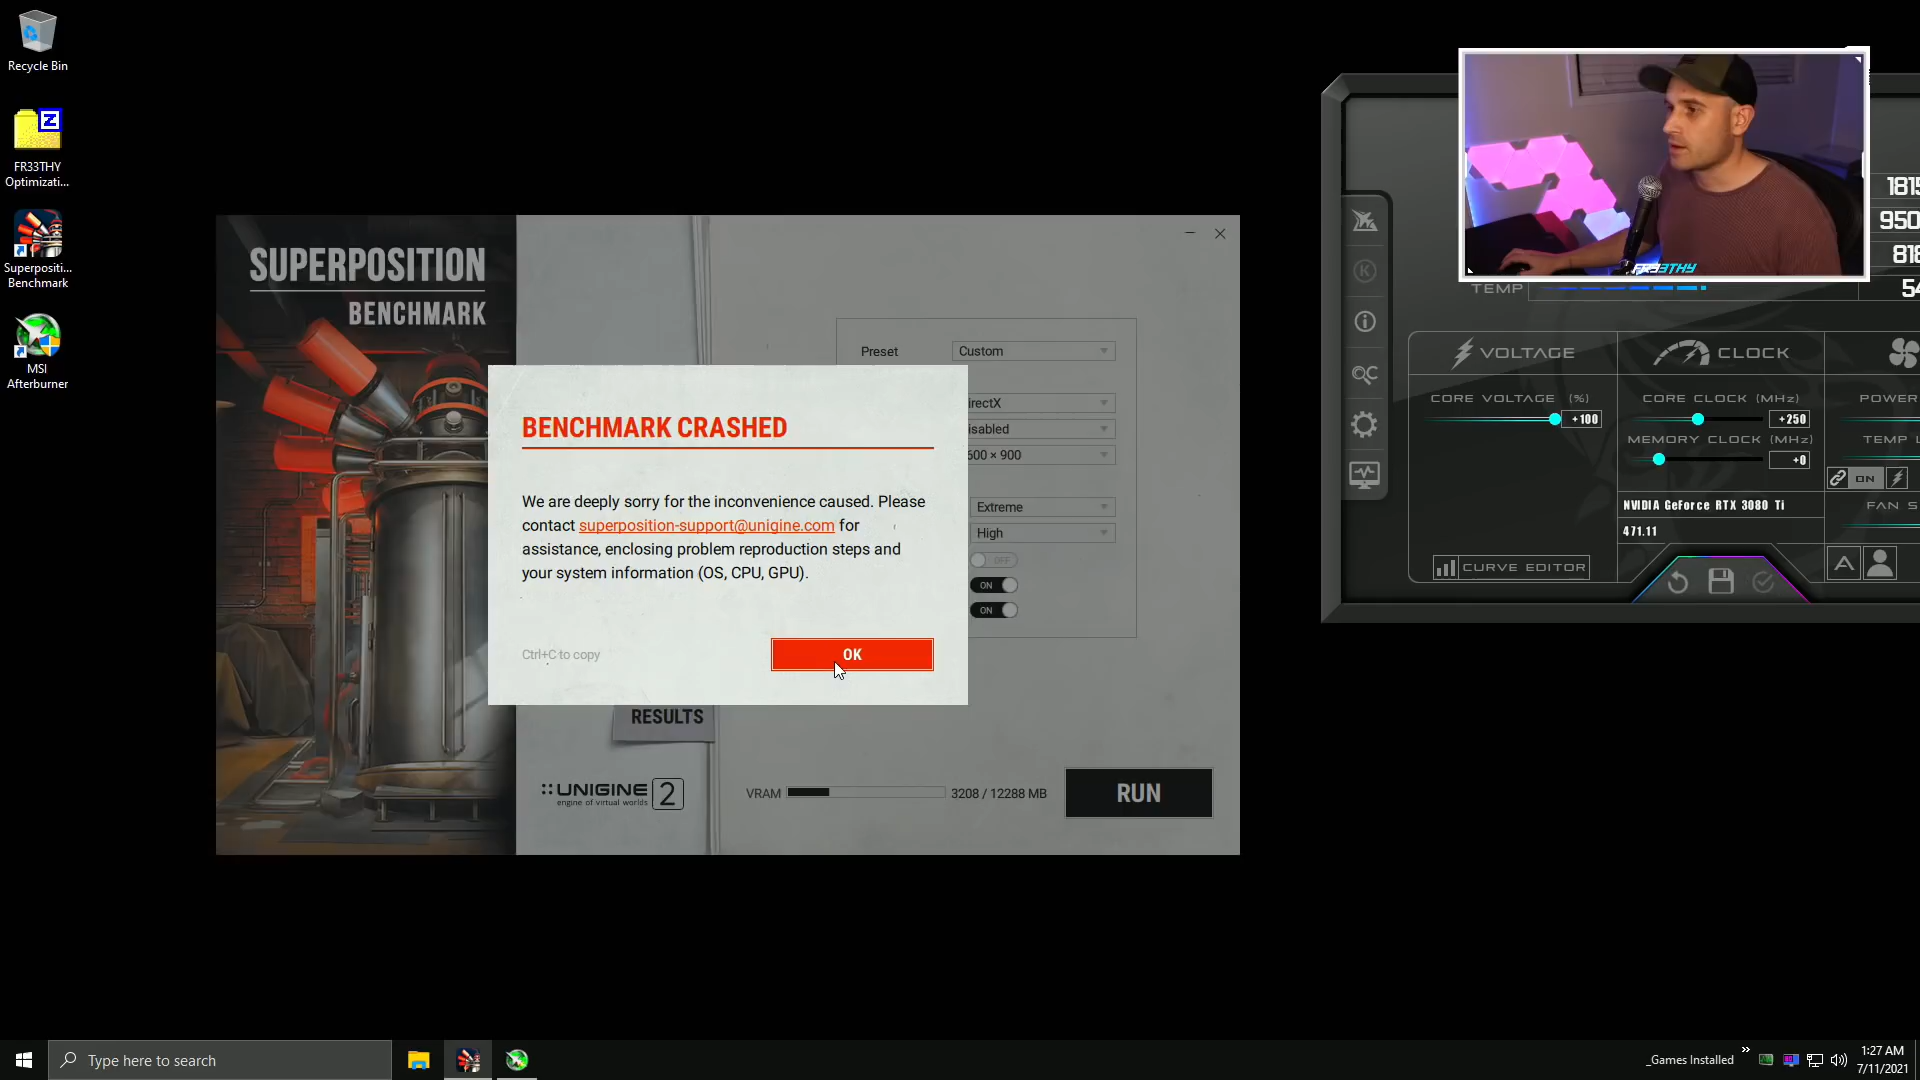 Recycle Bin
FR33THY
Optimizati...
Superpositi...
Benchmark
MSI
Afterburner
SUPERPOSITION
BENCHMARK
Preset
Custom
irectX
isabled
600 × 900
Extreme
High
OFF
ON
ON
BENCHMARK CRASHED
We are deeply sorry for the inconvenience caused. Please
contact superposition-support@unigine.com for
assistance, enclosing problem reproduction steps and
your system information (OS, CPU, GPU).
Ctrl+C to copy
OK
RESULTS
UNIGINE 2
engine of virtual worlds
VRAM
3208 / 12288 MB
RUN
FR33THY
1815
950
818
TEMP
54
K
i
VOLTAGE
CLOCK
CORE VOLTAGE (%)
+100
CORE CLOCK (MHz)
+250
MEMORY CLOCK (MHz)
+0
POWER
TEMP L
ON
NVIDIA GeForce RTX 3080 Ti
471.11
FAN S
CURVE EDITOR
A
Type here to search
_Games Installed
1:27 AM
7/11/2021